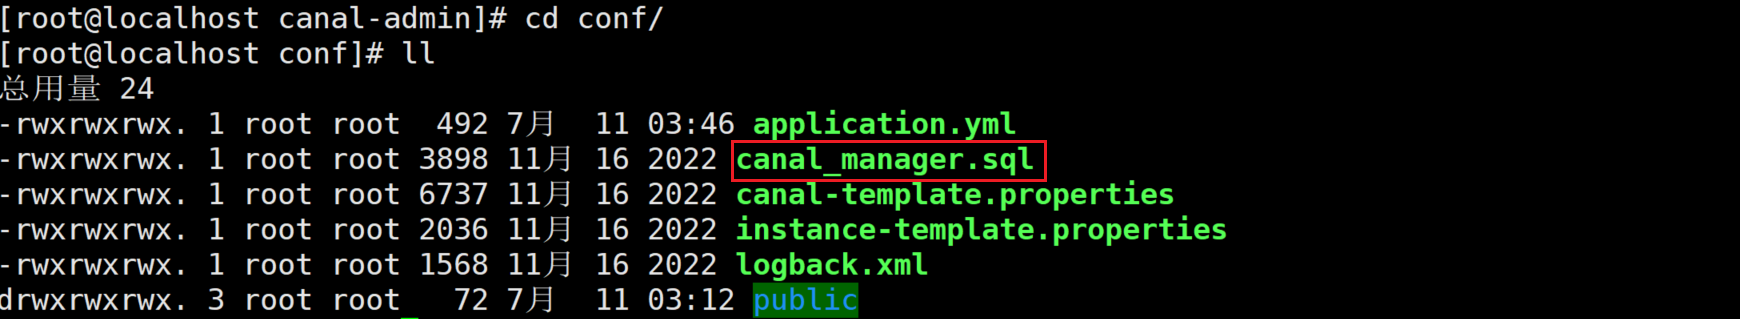 [root@localhost canal-admin]# cd conf/
[root@localhost conf]# ll
总用量 24
-rwxrwxrwx. 1 root root  492 7月  11 03:46 application.yml
-rwxrwxrwx. 1 root root 3898 11月 16 2022 canal_manager.sql
-rwxrwxrwx. 1 root root 6737 11月 16 2022 canal-template.properties
-rwxrwxrwx. 1 root root 2036 11月 16 2022 instance-template.properties
-rwxrwxrwx. 1 root root 1568 11月 16 2022 logback.xml
drwxrwxrwx. 3 root root   72 7月  11 03:12 public